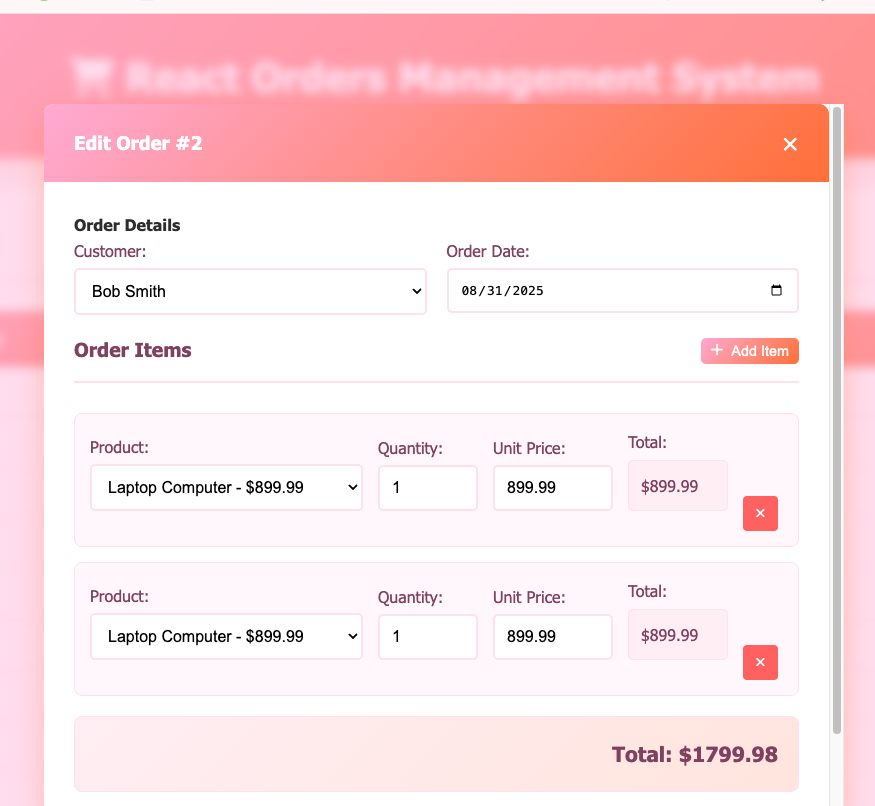 React Orders Management System
Edit Order #2
Order Details
Customer: Order Date:
Bob Smith 08/31/2025
Order Items + Add Item
Product: Quantity: Unit Price: Total:
Laptop Computer - $899.99 1 899.99 $899.99
×
Product: Quantity: Unit Price: Total:
Laptop Computer - $899.99 1 899.99 $899.99
×
Total: $1799.98